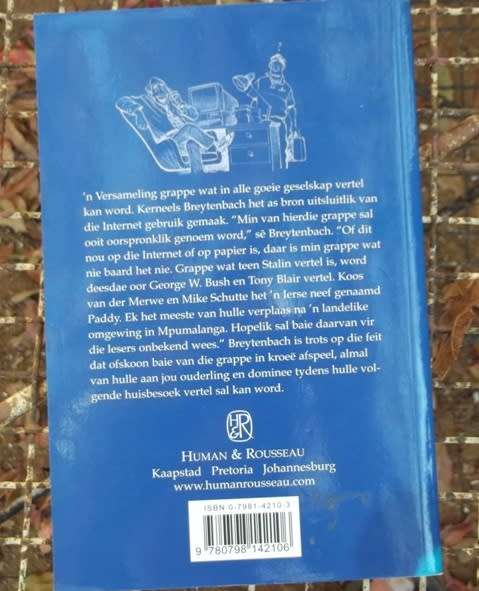 'n Versameling grappe wat in alle goeie geselskap vertel
kan word. Kerneels Breytenbach het as bron uitsluitlik van
die Internet gebruik gemaak. “Min van hierdie grappe sal
ooit oorspronklik genoem word,” sê Breytenbach. “Of dit
nou op die Internet of op papier is, daar is min grappe wat
nie baard het nie. Grappe wat teen Stalin vertel is, word
deesdae oor George W. Bush en Tony Blair vertel. Koos
van der Merwe en Mike Schutte het 'n Ierse neef genaamd
Paddy. Ek het meeste van hulle verplaas na 'n landelike
omgewing in Mpumalanga. Hopelik sal baie daarvan vir
die lesers onbekend wees.” Breytenbach is trots op die feit
dat ofskoon baie van die grappe in kroeë afspeel, almal
van hulle aan jou ouderling en dominee tydens hulle vol-
gende huisbesoek vertel sal kan word.
H&R
HUMAN & ROUSSEAU
Kaapstad Pretoria Johannesburg
www.humanrousseau.com
ISBN 0-7981-4210-3
9 780798 142106